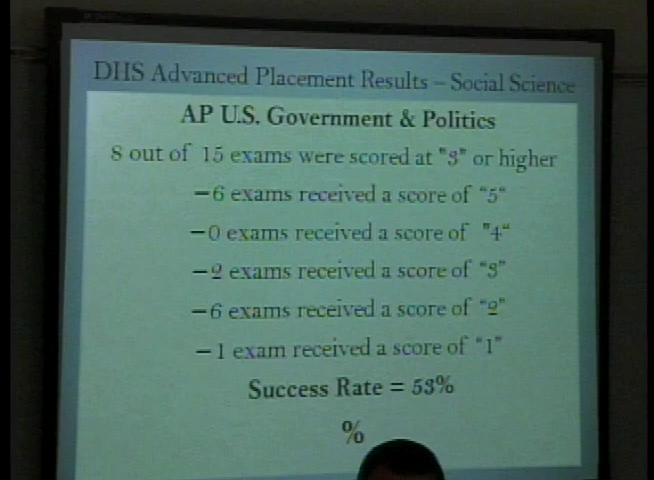 DHS Advanced Placement Results – Social Science
AP U.S. Government & Politics
8 out of 15 exams were scored at "3" or higher
–6 exams received a score of "5"
–0 exams received a score of "4"
–2 exams received a score of "3"
–6 exams received a score of "2"
–1 exam received a score of "1"
Success Rate = 53%
%